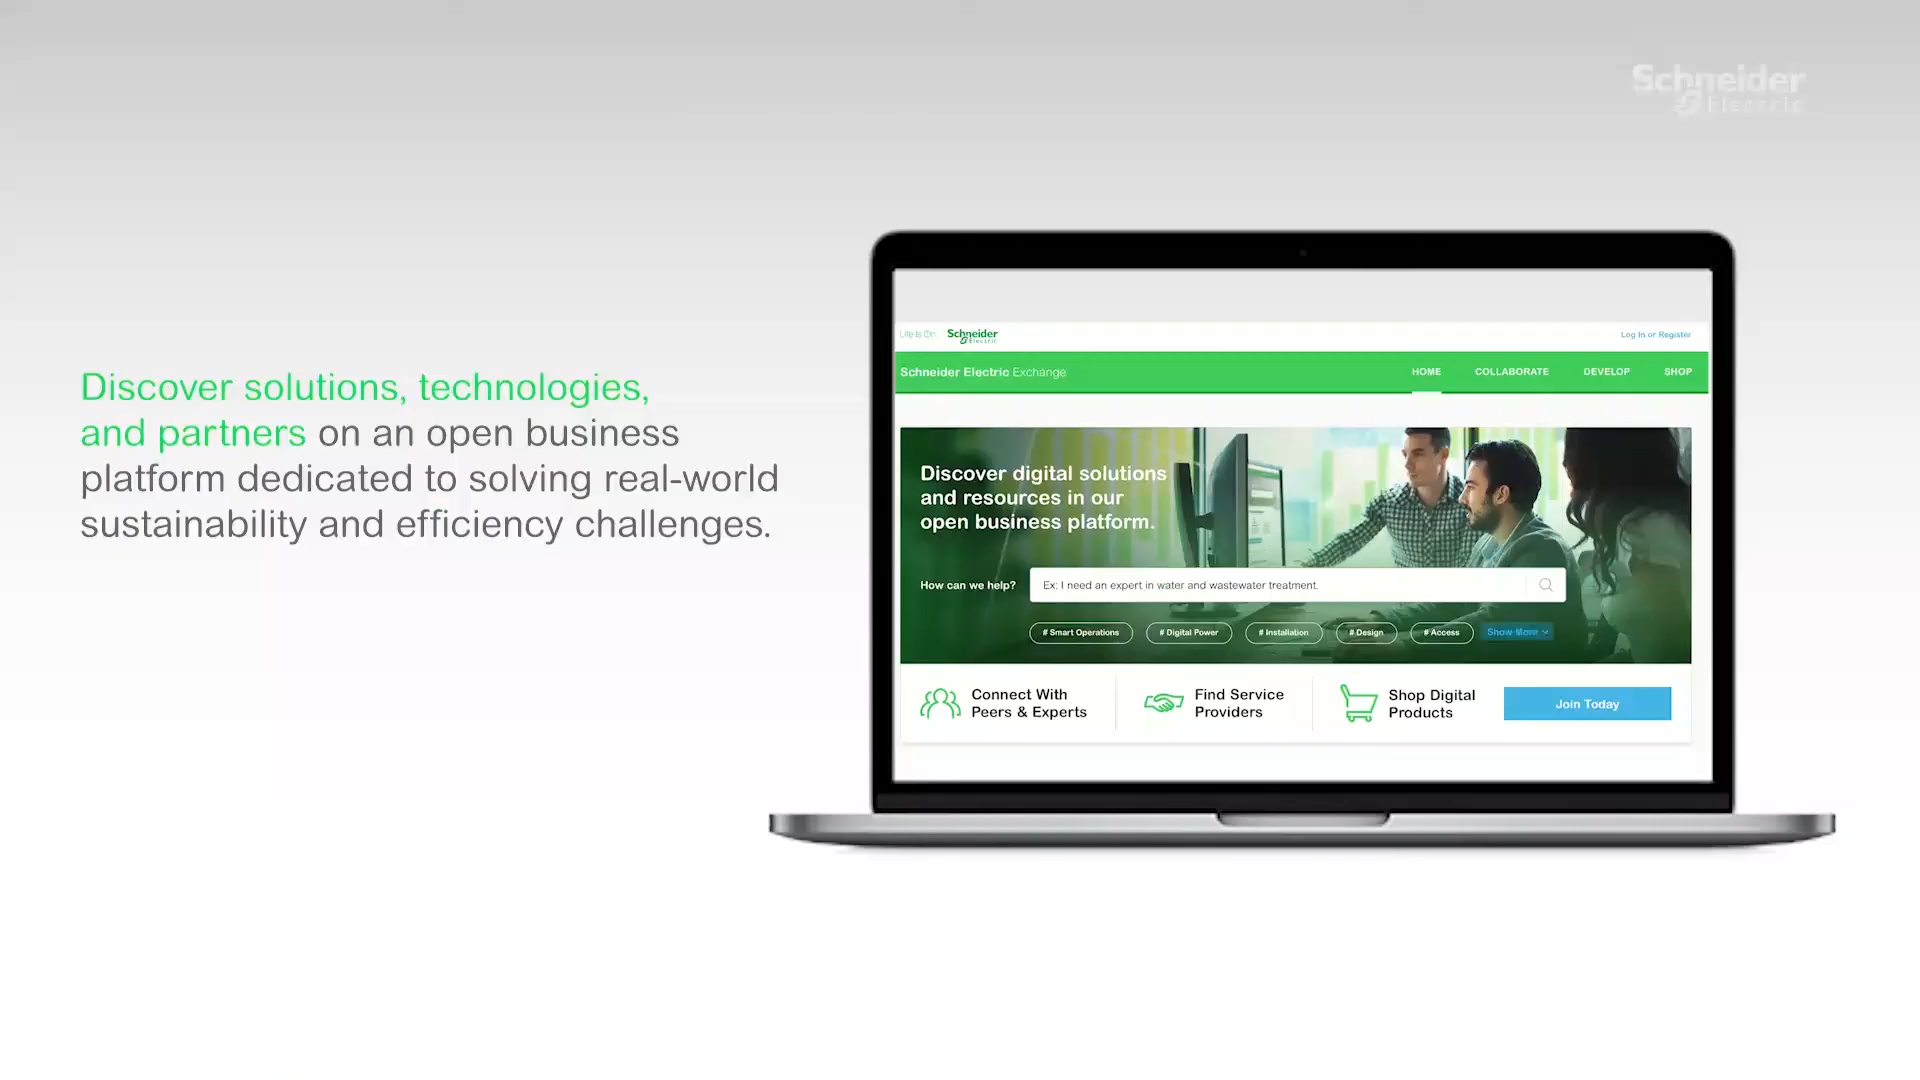 Schneider
Electric
Discover solutions, technologies,
and partners on an open business
platform dedicated to solving real-world
sustainability and efficiency challenges.
Life Is On
Schneider
Electric
Log In or Register
Schneider Electric Exchange
HOME
COLLABORATE
DEVELOP
SHOP
Discover digital solutions
and resources in our
open business platform.
How can we help?
Ex: I need an expert in water and wastewater treatment.
# Smart Operations
# Digital Power
# Installation
# Design
# Access
Show More
Connect With
Peers & Experts
Find Service
Providers
Shop Digital
Products
Join Today